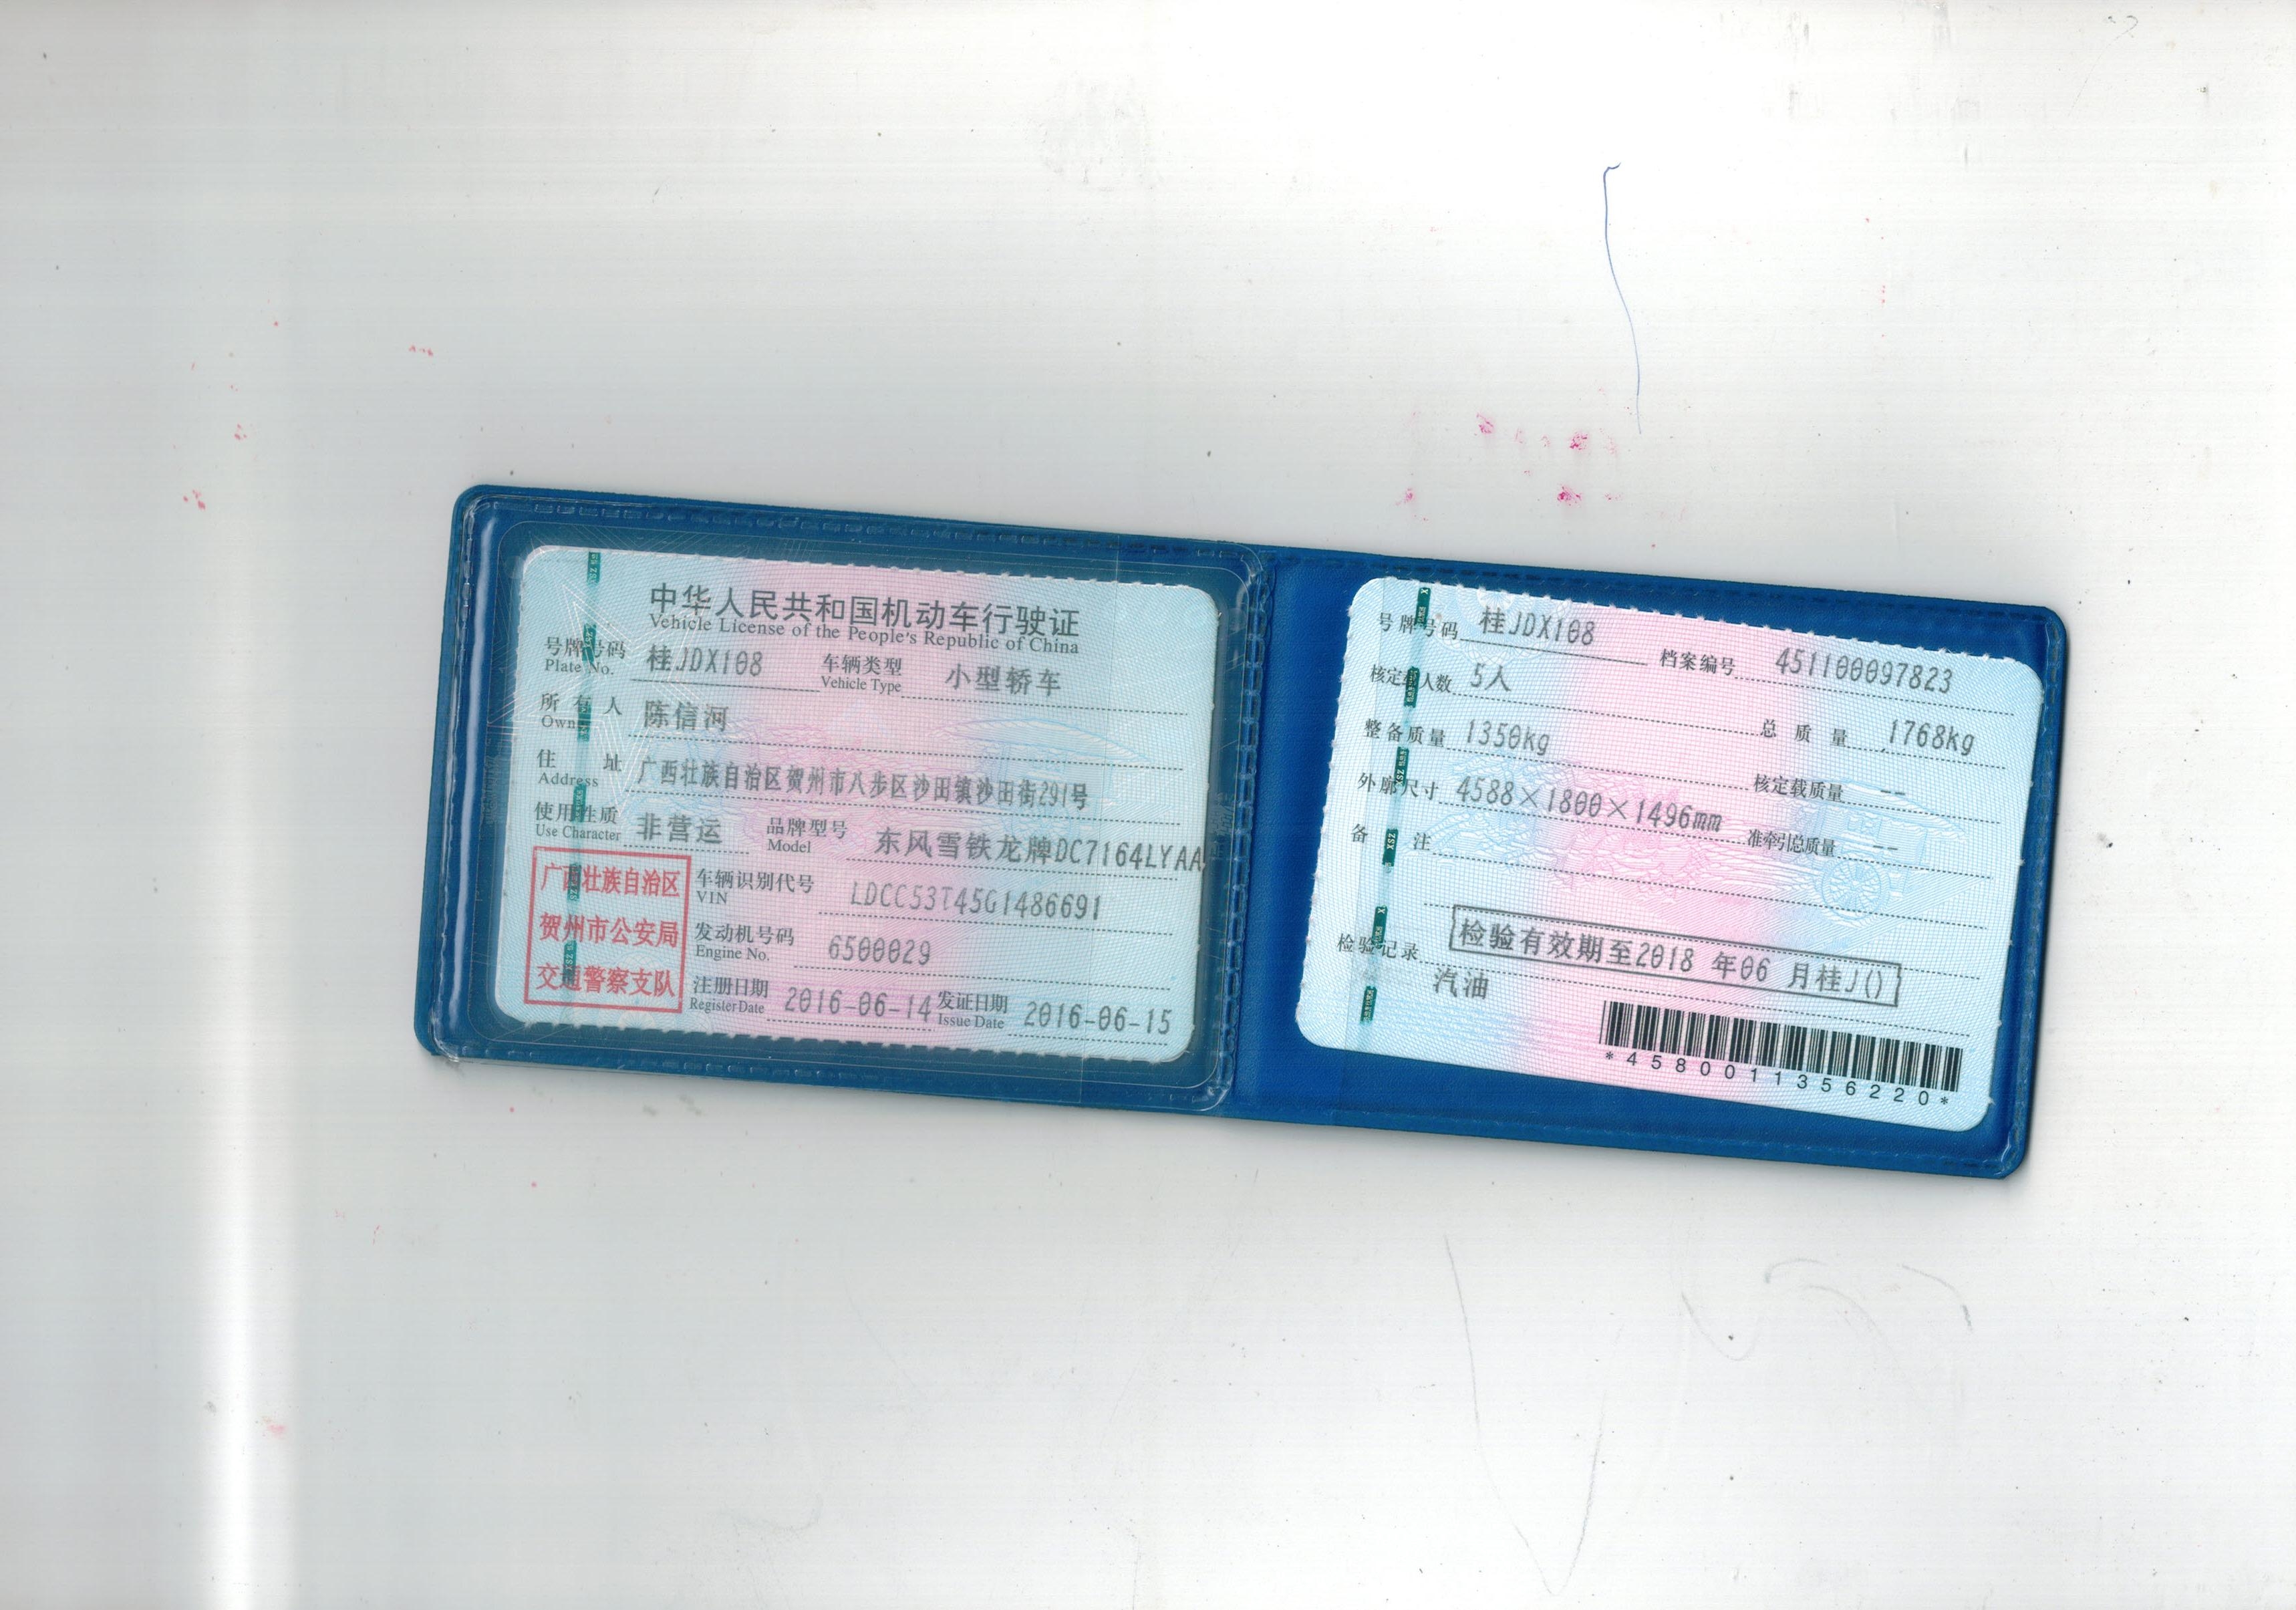 中华人民共和国机动车行驶证
Vehicle License of the People's Republic of China
号牌号码 桂JDX108 车辆类型 小型轿车
Plate No. Vehicle Type
所有人 陈信河
Owner
住址 广西壮族自治区贺州市八步区沙田镇沙田街291号
Address
使用性质 非营运 品牌型号 东风雪铁龙牌DC7164LYAA
Use Character Model
广西壮族自治区
贺州市公安局
交通警察支队
车辆识别代号 LDCC53T45G1486691
VIN
发动机号码 6500029
Engine No.
注册日期 2016-06-14 发证日期 2016-06-15
Register Date Issue Date
号牌号码 桂JDX108 档案编号 451100097823
核定载人数 5人 总质量 1768kg
整备质量 1350kg 核定载质量 --
外廓尺寸 4588×1800×1496mm 准牵引总质量 --
备注
检验记录 检验有效期至2018 年06 月桂J()
汽油
*4580011356220*